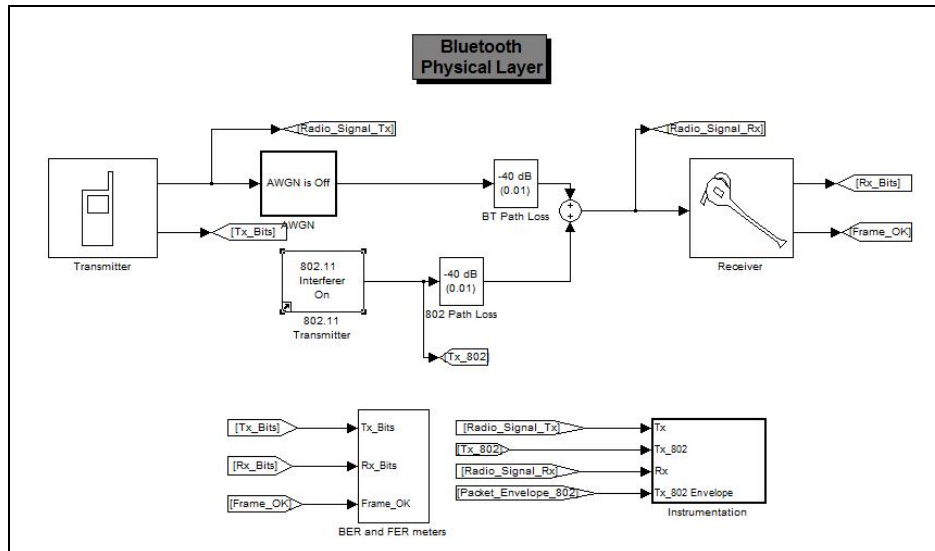 Bluetooth
Physical Layer
[Radio_Signal_Tx]
[Radio_Signal_Rx]
AWGN is Off
AWGN
-40 dB
(0.01)
BT Path Loss
+
+
[Rx_Bits]
[Tx_Bits]
[Frame_OK]
Transmitter
Receiver
802.11
Interferer
On
802.11
Transmitter
-40 dB
(0.01)
802 Path Loss
[Tx_802]
[Tx_Bits]
Tx_Bits
[Rx_Bits]
Rx_Bits
[Frame_OK]
Frame_OK
BER and FER meters
[Radio_Signal_Tx]
Tx
[Tx_802]
Tx_802
[Radio_Signal_Rx]
Rx
[Packet_Envelope_802]
Tx_802 Envelope
Instrumentation